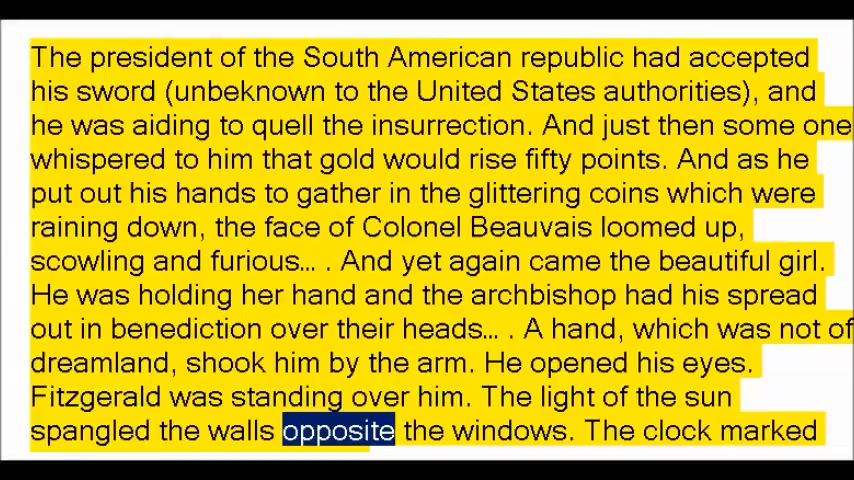 The president of the South American republic had accepted
his sword (unbeknown to the United States authorities), and
he was aiding to quell the insurrection. And just then some one
whispered to him that gold would rise fifty points. And as he
put out his hands to gather in the glittering coins which were
raining down, the face of Colonel Beauvais loomed up,
scowling and furious... . And yet again came the beautiful girl.
He was holding her hand and the archbishop had his spread
out in benediction over their heads... . A hand, which was not of
dreamland, shook him by the arm. He opened his eyes.
Fitzgerald was standing over him. The light of the sun
spangled the walls opposite the windows. The clock marked